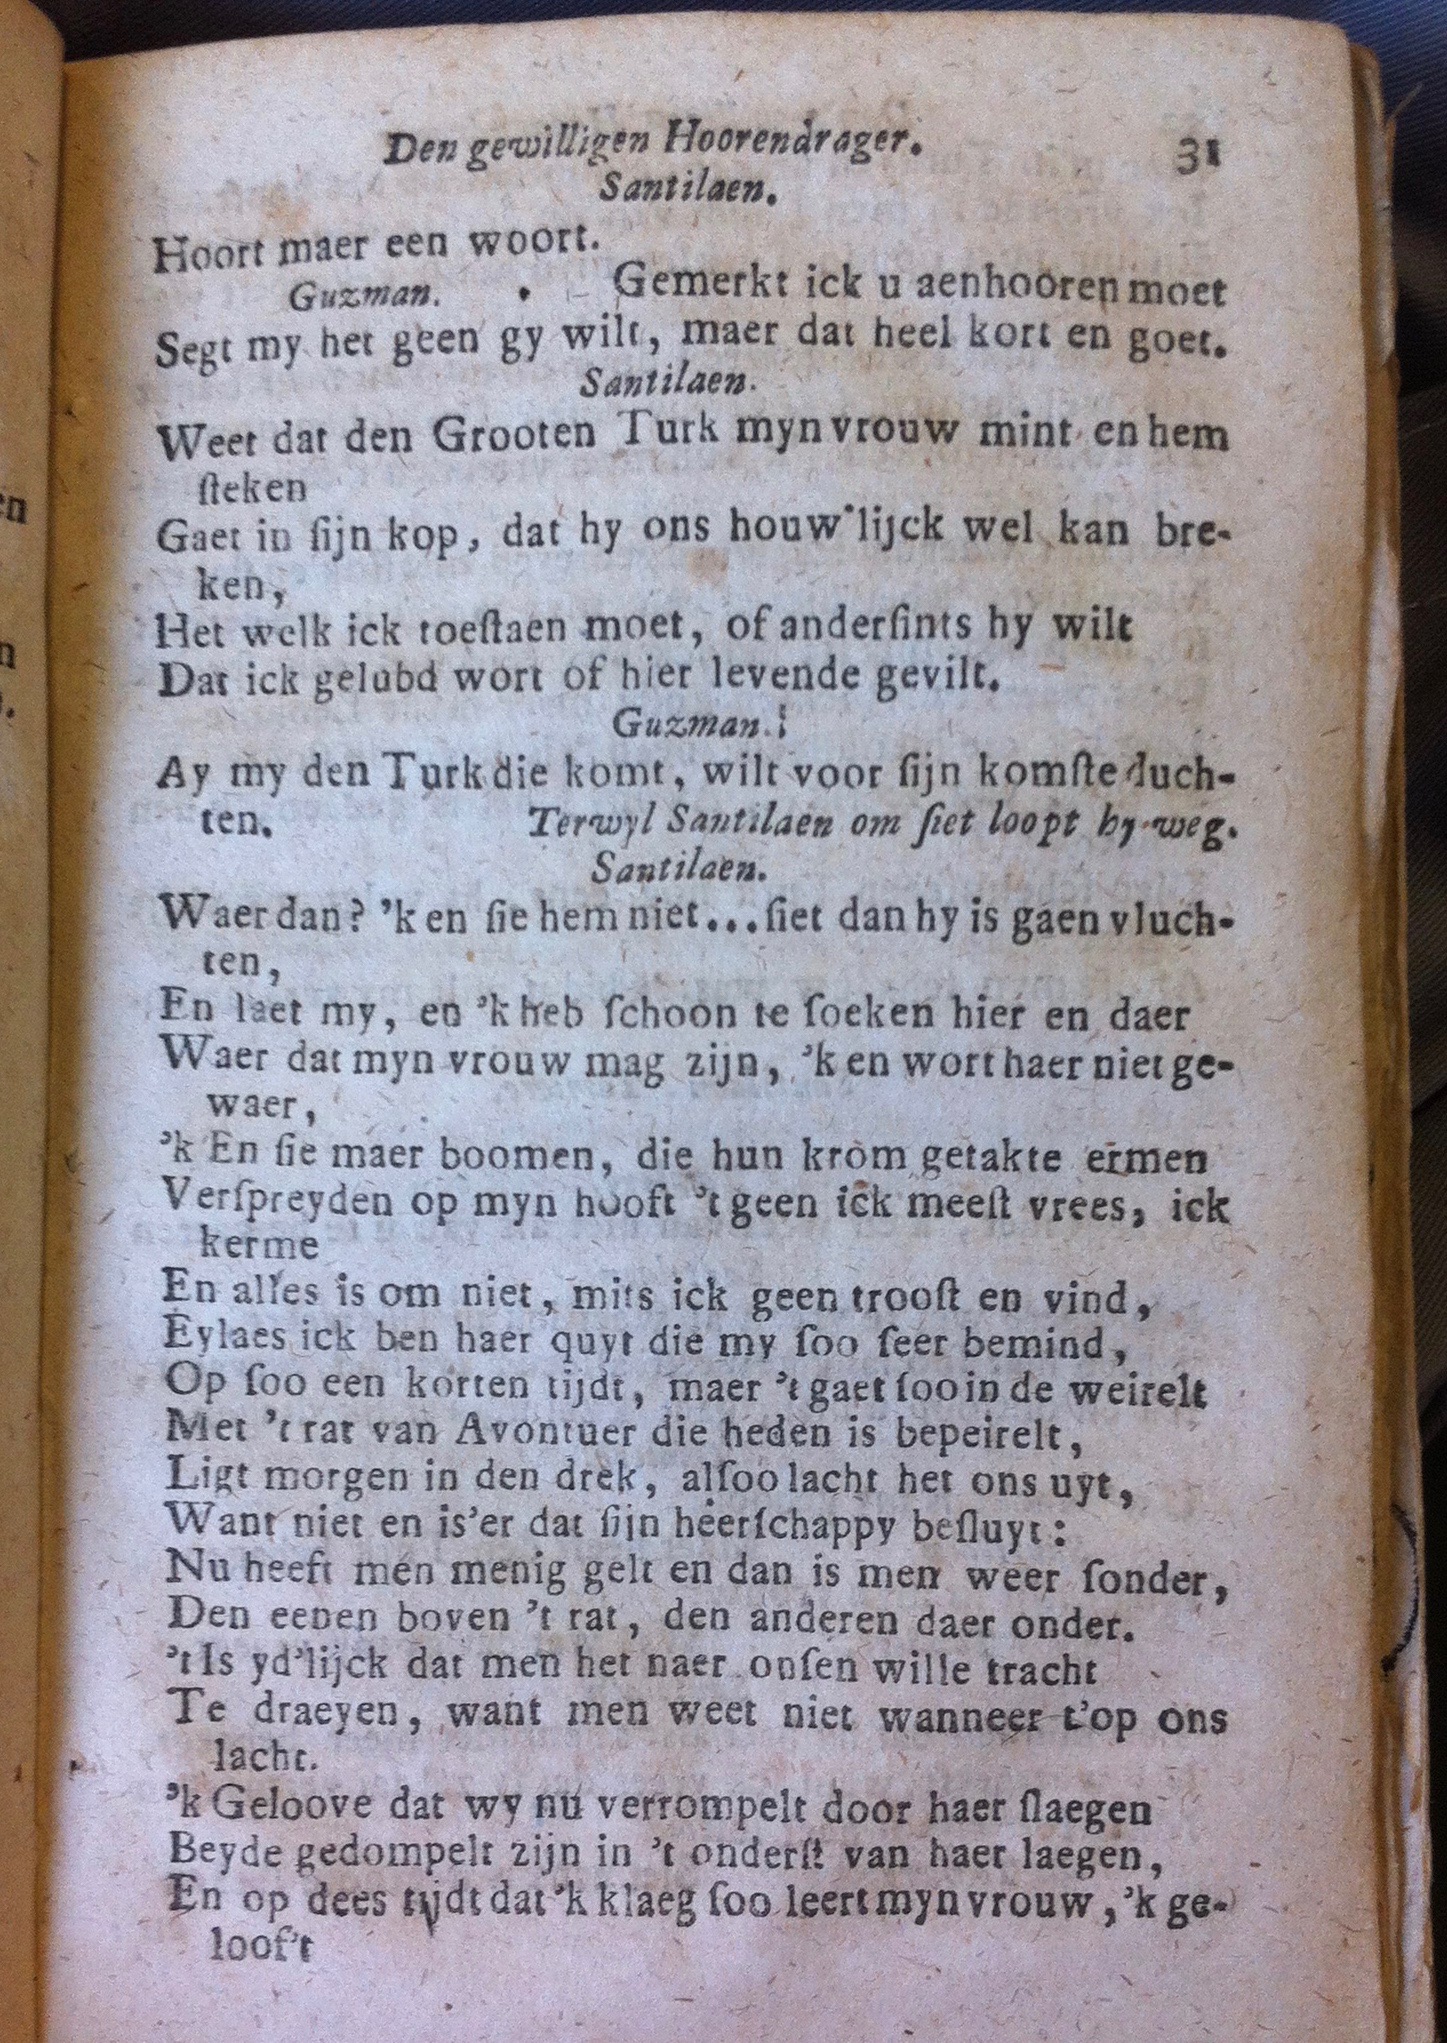 Den gewilligen Hoorendrager. 31
Santilaen.
Hoort maer een woort.
Guzman. Gemerkt ick u aenhooren moet
Segt my het geen gy wilt, maer dat heel kort en goet.
Santilaen.
Weet dat den Grooten Turk myn vrouw mint en hem
ſteken
Gaet in ſijn kop, dat hy ons houw'lijck wel kan bre-
ken,
Het welk ick toeſtaen moet, of anderſints hy wilt
Dat ick gelubd wort of hier levende gevilt.
Guzman.
Ay my den Turk die komt, wilt voor ſijn komſte duch-
ten. Terwyl Santilaen om ſiet loopt hy weg.
Santilaen.
Waer dan? 'k en ſie hem niet... ſiet dan hy is gaen vluch-
ten,
En laet my, en 'k heb ſchoon te ſoeken hier en daer
Waer dat myn vrouw mag zijn, 'k en wort haer niet ge-
waer,
'k En ſie maer boomen, die hun krom getakte ermen
Verſpreyden op myn hooft 't geen ick meeſt vrees, ick
kerme
En alles is om niet, mits ick geen trooſt en vind,
Eylaes ick ben haer quyt die my ſoo ſeer bemind,
Op ſoo een korten tijdt, maer 't gaet ſoo in de weirelt
Met 't rat van Avontuer die heden is bepeirelt,
Ligt morgen in den drek, alſoo lacht het ons uyt,
Want niet en is'er dat ſijn heerſchappy beſluyt:
Nu heeft men menig gelt en dan is men weer ſonder,
Den eenen boven 't rat, den anderen daer onder.
't Is yd'lijck dat men het naer onſen wille tracht
Te draeyen, want men weet niet wanneer t'op ons
lacht.
'k Geloove dat wy nu verrompelt door haer ſlaegen
Beyde gedompelt zijn in 't onderſt van haer laegen,
En op dees tijdt dat 'k klaeg ſoo leert myn vrouw, 'k ge-
loof't